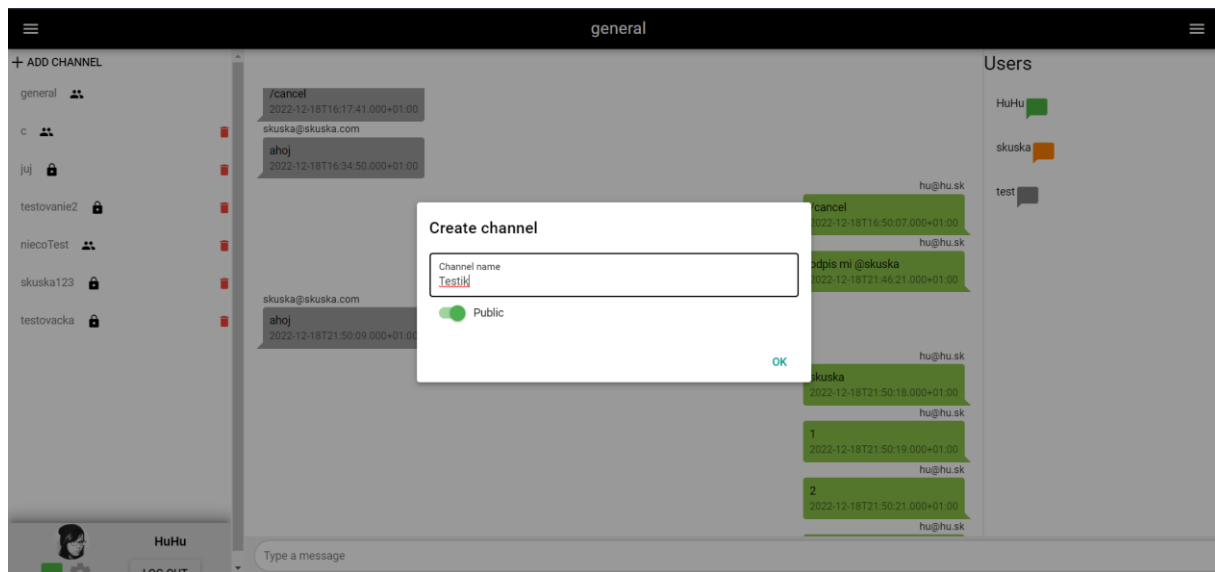 general
+ ADD CHANNEL
general
c
juj
testovanie2
niecoTest
skuska123
testovacka
HuHu
LOG OUT
/cancel
2022-12-18T16:17:41.000+01:00
skuska@skuska.com
ahoj
2022-12-18T16:34:50.000+01:00
hu@hu.sk
/cancel
2022-12-18T16:50:07.000+01:00
hu@hu.sk
odpis mi @skuska
2022-12-18T21:46:21.000+01:00
skuska@skuska.com
ahoj
2022-12-18T21:50:09.000+01:00
hu@hu.sk
skuska
2022-12-18T21:50:18.000+01:00
hu@hu.sk
1
2022-12-18T21:50:19.000+01:00
hu@hu.sk
2
2022-12-18T21:50:21.000+01:00
hu@hu.sk
Type a message
Create channel
Channel name
Testik
Public
OK
Users
HuHu
skuska
test